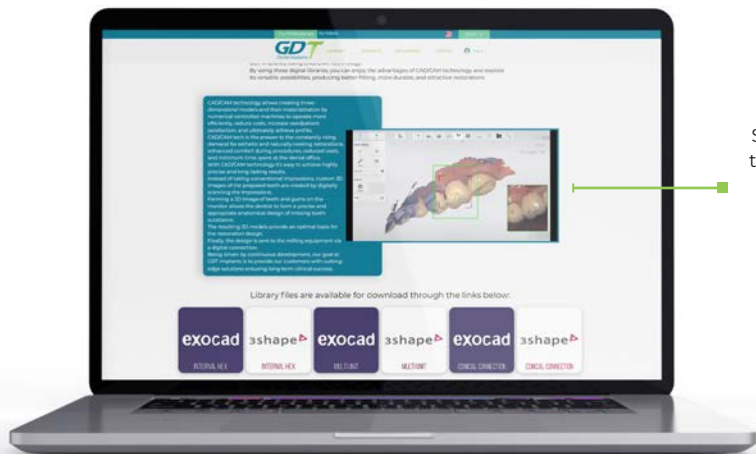 GDT
By using these digital libraries, you can enjoy the advantages of CAD/CAM technology and explore
its versatile possibilities, producing better-fitting, more durable, and attractive restorations.
CAD/CAM technology allows creating three-
dimensional models and their materialization by
numerical controlled machines to operate more
efficiently, reduce costs, increase
satisfaction, and ultimately achieve profits.
CAD/CAM tech is the answer to the constantly rising
demand for esthetic and naturally-seeming restorations,
enhanced comfort during procedures, reduced costs,
and minimum time spent at the dental office.
With CAD/CAM technology it's easy to achieve highly
precise and long-lasting results.
Instead of taking conventional impressions, custom 3D
images of the prepared teeth are created by digitally
scanning the impressions.
Forming a 3D image of teeth and gums on the
monitor allows the dentist to form a precise and
appropriate anatomical design of missing tooth
substance.
The resulting 3D models provide an optimal basis for
the restoration design.
Finally, the design is sent to the milling equipment via
a digital connection.
Being driven by continuous development, our goal at
GDT Implants is to provide our customers with cutting-
edge solutions ensuring long-term clinical success.
S
t
Library files are available for download through the links below:
exocad
INTERNAL HEX
3shape
INTERNAL HEX
exocad
MULTI-UNIT
3shape
MULTI-UNIT
exocad
CONICAL CONNECTION
3shape
CONICAL CONNECTION